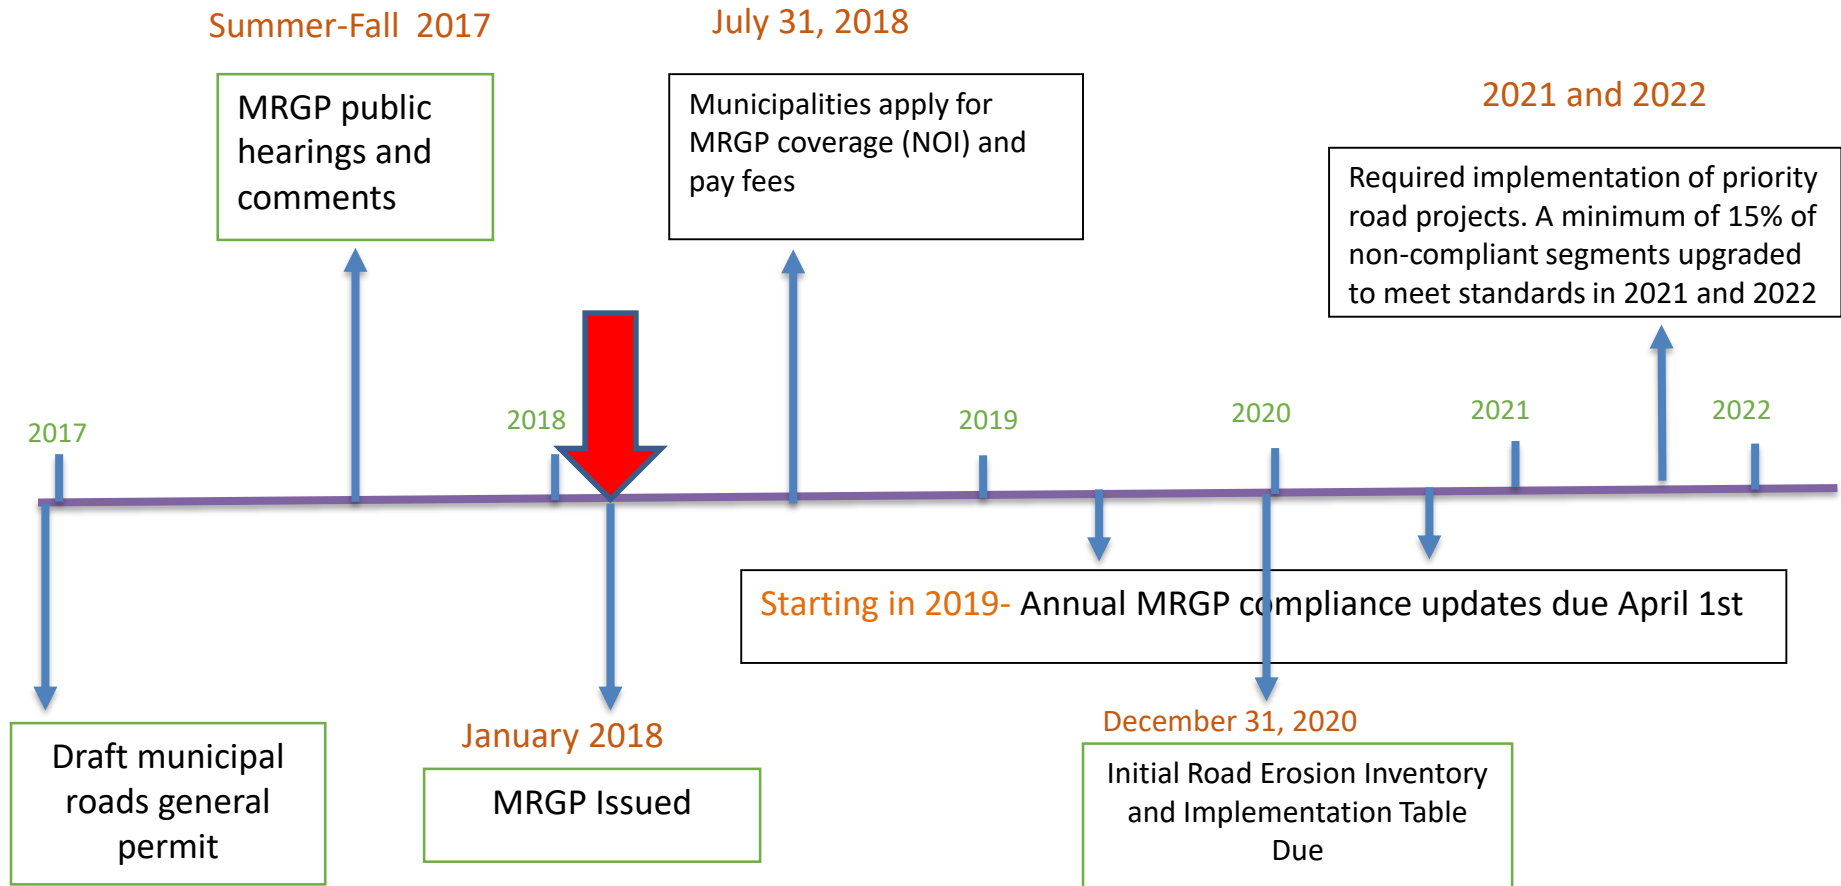 Summer-Fall 2017
July 31, 2018
MRGP public
hearings and
comments
Municipalities apply for
MRGP coverage (NOI) and
pay fees
2021 and 2022
Required implementation of priority
road projects. A minimum of 15% of
non-compliant segments upgraded
to meet standards in 2021 and 2022
2017
2018
2019
2020
2021
2022
Starting in 2019- Annual MRGP compliance updates due April 1st
Draft municipal
roads general
permit
January 2018
MRGP Issued
December 31, 2020
Initial Road Erosion Inventory
and Implementation Table
Due